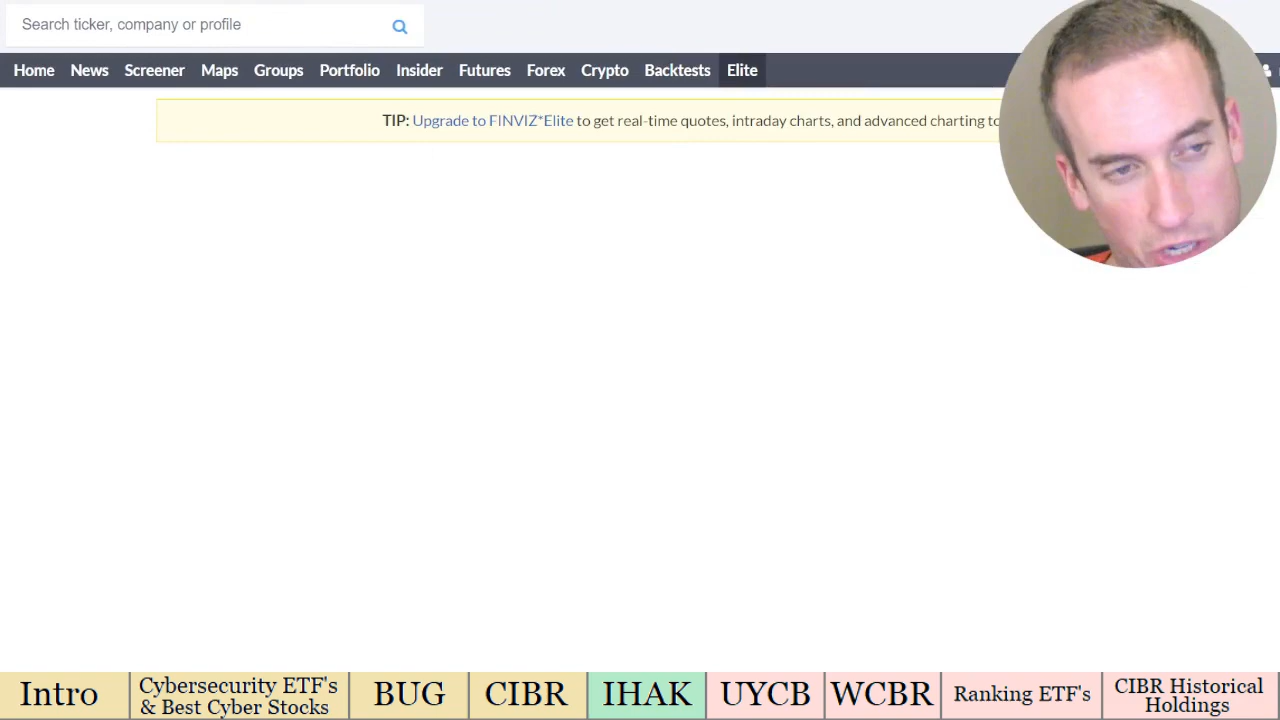 Search ticker, company or profile
Home News Screener Maps Groups Portfolio Insider Futures Forex Crypto Backtests Elite
TIP: Upgrade to FINVIZ*Elite to get real-time quotes, intraday charts, and advanced charting
Intro
Cybersecurity ETF's
& Best Cyber Stocks
BUG
CIBR
IHAK
UYCB
WCBR
Ranking ETF's
CIBR Historical
Holdings